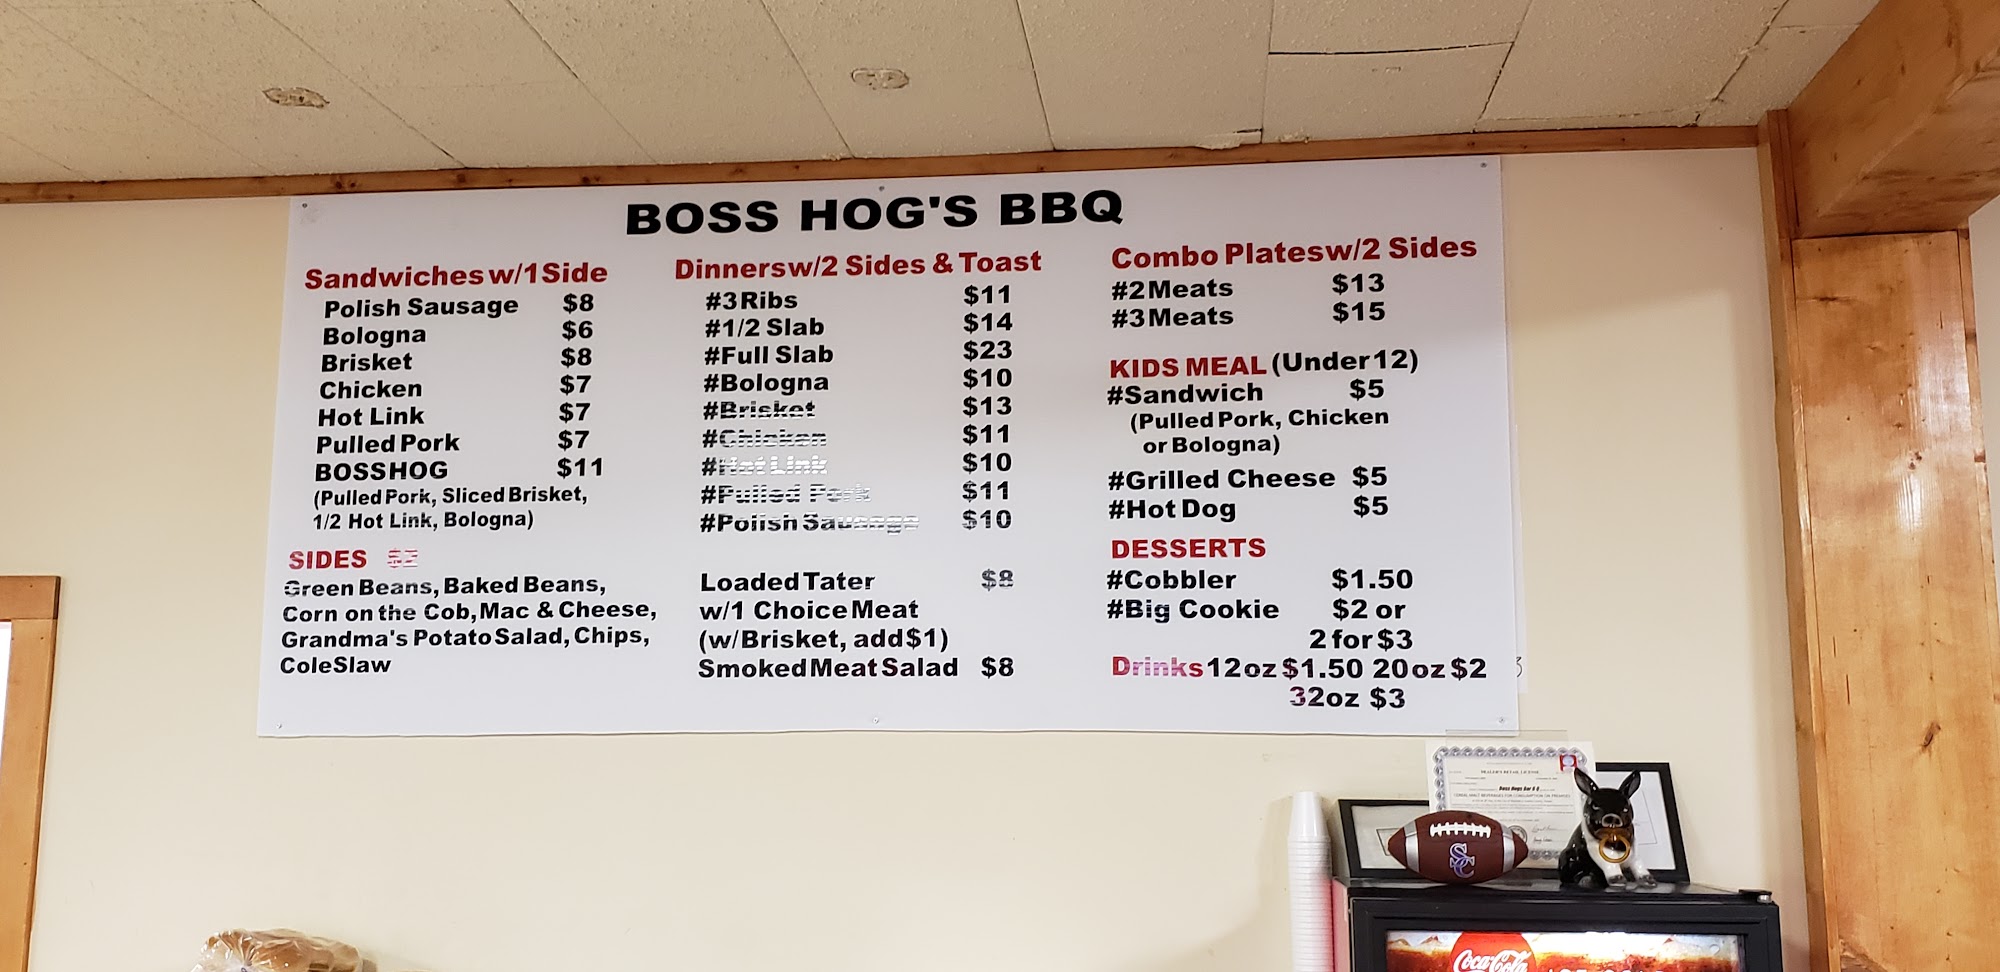 BOSS HOG'S BBQ
Sandwiches w/1 Side
Polish Sausage $8
Bologna $6
Brisket $8
Chicken $7
Hot Link $7
Pulled Pork $7
BOSSHOG $11
(Pulled Pork, Sliced Brisket,
1/2 Hot Link, Bologna)
SIDES $2
Green Beans, Baked Beans,
Corn on the Cob, Mac & Cheese,
Grandma's Potato Salad, Chips,
ColeSlaw
Dinners w/2 Sides & Toast
#3 Ribs $11
#1/2 Slab $14
#Full Slab $23
#Bologna $10
#Brisket $13
#Chicken $11
#Hot Link $10
#Pulled Pork $11
#Polish Sausage $10
Loaded Tater $8
w/1 Choice Meat
(w/Brisket, add $1)
Smoked Meat Salad $8
Combo Plates w/2 Sides
#2 Meats $13
#3 Meats $15
KIDS MEAL (Under 12)
#Sandwich $5
(Pulled Pork, Chicken
or Bologna)
#Grilled Cheese $5
#Hot Dog $5
DESSERTS
#Cobbler $1.50
#Big Cookie $2 or
2 for $3
Drinks 12oz $1.50 20oz $2
32oz $3
Boss Hogs Bar B Q
SC
Coca-Cola